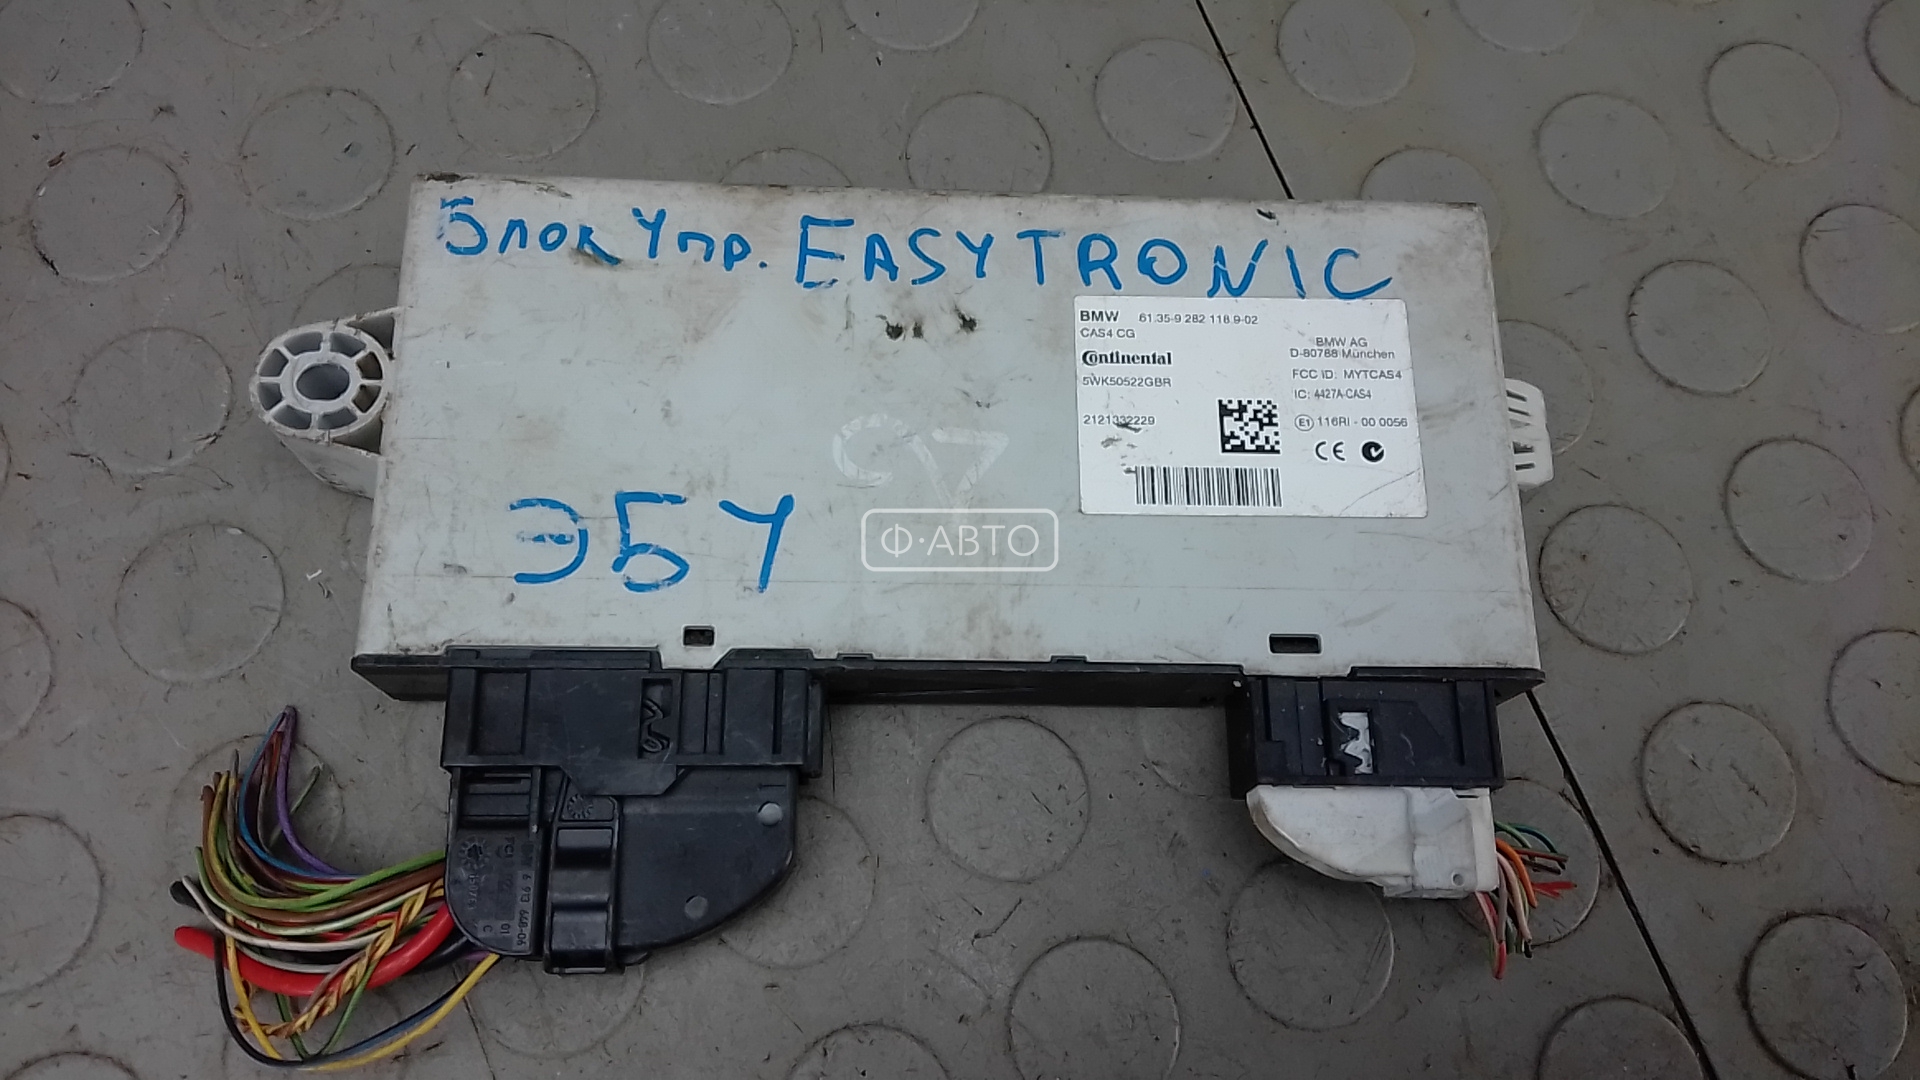 Блок Упр. EASYTRONIC
BMW 61.35-9 282 118.9-02
CAS4 CG
BMW AG
D-80788 München
Continental
FCC ID: MYTCAS4
5WK50522GBR
IC: 4427A-CAS4
2121332229
E1 116RI - 00 0056
CE
ЭБУ
Ф·АВТО